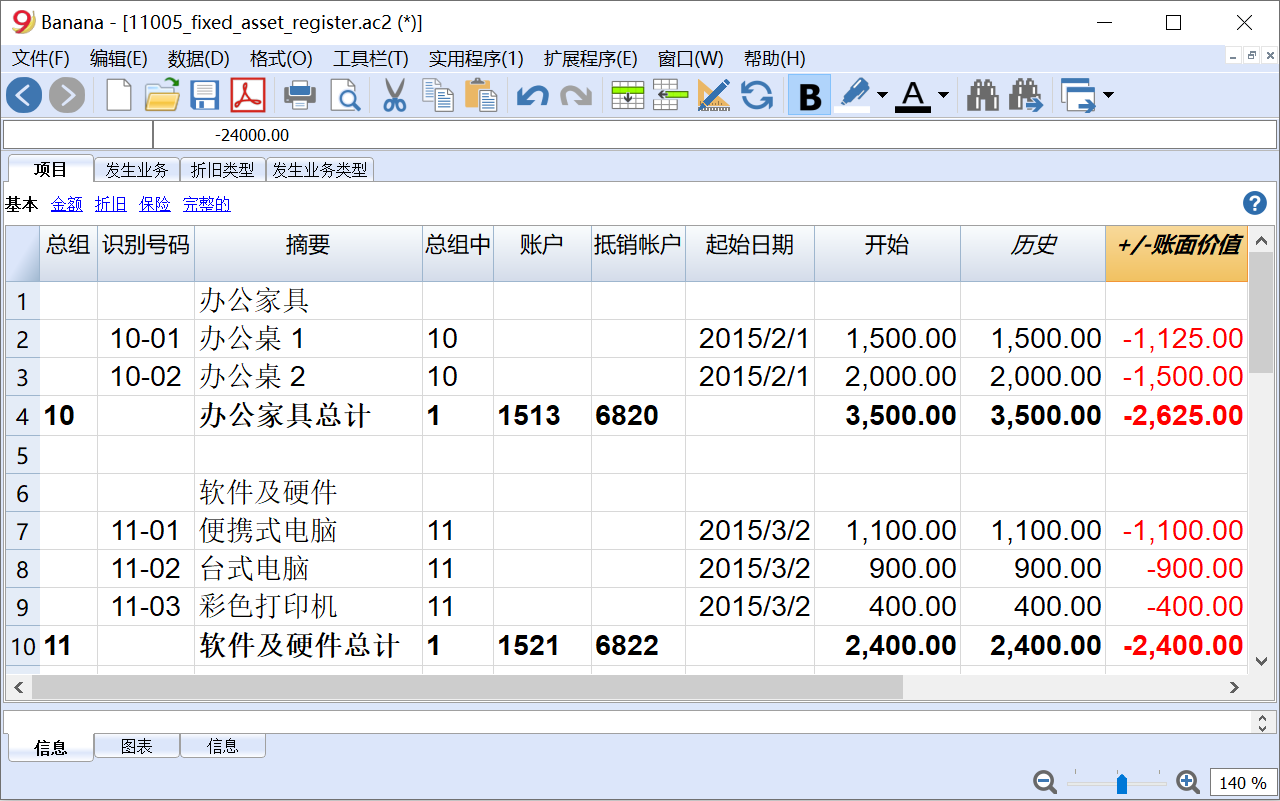 Banana - [11005_fixed_asset_register.ac2 (*)]
文件(F) 编辑(E) 数据(D) 格式(O) 工具栏(T) 实用程序(1) 扩展程序(E) 窗口(W) 帮助(H)
B A
-24000.00
项目 发生业务 折旧类型 发生业务类型
基本 金额 折旧 保险 完整的 ?
总组 识别号码 摘要 总组中 账户 抵销帐户 起始日期 开始 历史 +/-账面价值
1 办公家具
2 10-01 办公桌 1 10 2015/2/1 1,500.00 1,500.00 -1,125.00
3 10-02 办公桌 2 10 2015/2/1 2,000.00 2,000.00 -1,500.00
4 10 办公家具总计 1 1513 6820 3,500.00 3,500.00 -2,625.00
5
6 软件及硬件
7 11-01 便携式电脑 11 2015/3/2 1,100.00 1,100.00 -1,100.00
8 11-02 台式电脑 11 2015/3/2 900.00 900.00 -900.00
9 11-03 彩色打印机 11 2015/3/2 400.00 400.00 -400.00
10 11 软件及硬件总计 1 1521 6822 2,400.00 2,400.00 -2,400.00
信息 图表 信息
140 %